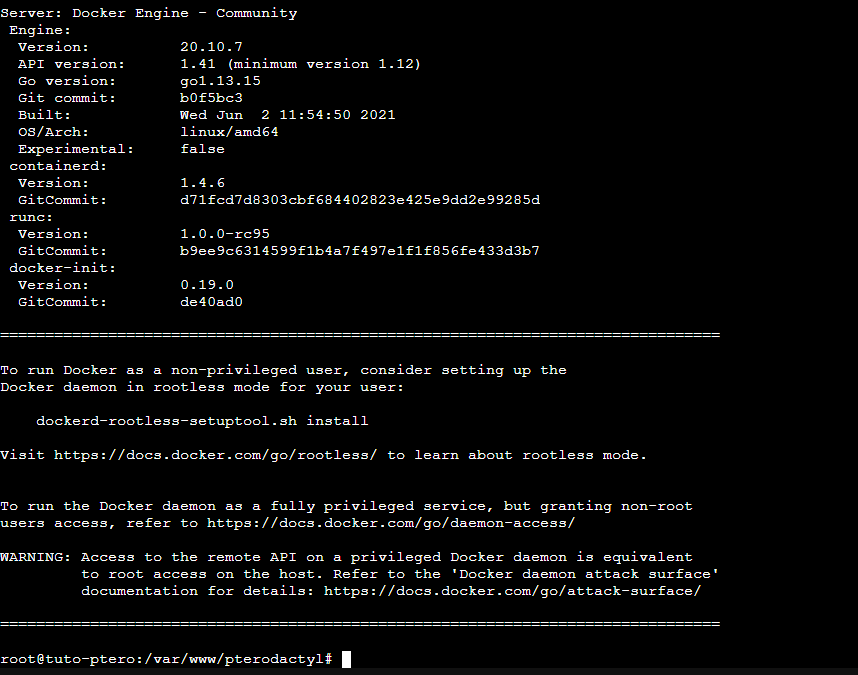 Server: Docker Engine - Community
 Engine:
  Version:          20.10.7
  API version:      1.41 (minimum version 1.12)
  Go version:       go1.13.15
  Git commit:       b0f5bc3
  Built:            Wed Jun  2 11:54:50 2021
  OS/Arch:          linux/amd64
  Experimental:     false
 containerd:
  Version:          1.4.6
  GitCommit:        d71fcd7d8303cbf684402823e425e9dd2e99285d
 runc:
  Version:          1.0.0-rc95
  GitCommit:        b9ee9c6314599f1b4a7f497e1f1f856fe433d3b7
 docker-init:
  Version:          0.19.0
  GitCommit:        de40ad0
================================================================================
To run Docker as a non-privileged user, consider setting up the
Docker daemon in rootless mode for your user:
    dockerd-rootless-setuptool.sh install
Visit https://docs.docker.com/go/rootless/ to learn about rootless mode.
To run the Docker daemon as a fully privileged service, but granting non-root
users access, refer to https://docs.docker.com/go/daemon-access/
WARNING: Access to the remote API on a privileged Docker daemon is equivalent
         to root access on the host. Refer to the 'Docker daemon attack surface'
         documentation for details: https://docs.docker.com/go/attack-surface/
================================================================================
root@tuto-ptero:/var/www/pterodactyl#